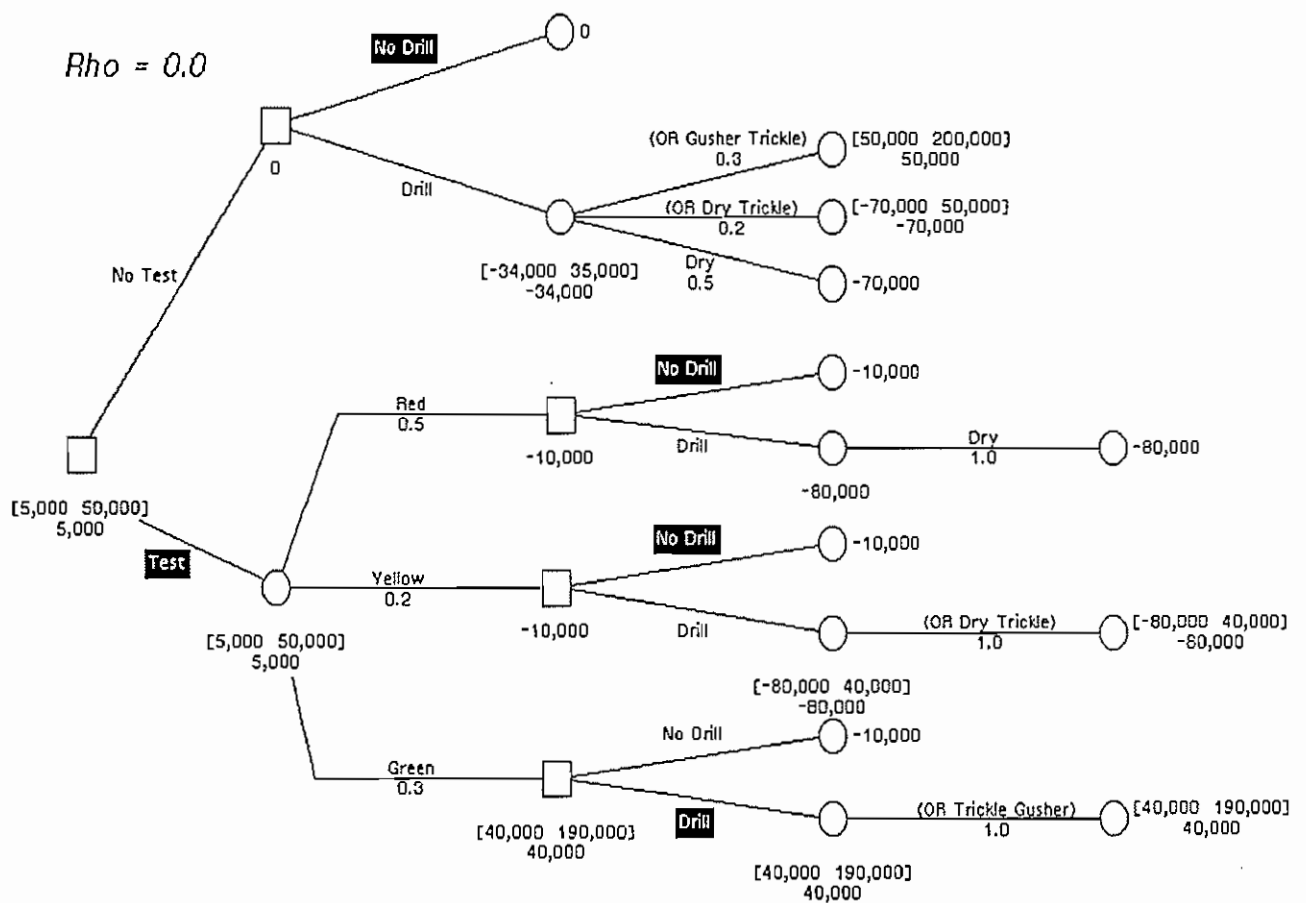 No Drill
0
Rho = 0.0
0
(OR Gusher Trickle)
0.3
[50,000 200,000]
50,000
Drill
(OR Dry Trickle)
0.2
[-70,000 50,000]
-70,000
No Test
[-34,000 35,000]
-34,000
Dry
0.5
-70,000
No Drill
-10,000
Red
0.5
-10,000
Drill
Dry
1.0
-80,000
-80,000
[5,000 50,000]
5,000
Test
No Drill
-10,000
Yellow
0.2
-10,000
Drill
(OR Dry Trickle)
1.0
[-80,000 40,000]
-80,000
[5,000 50,000]
5,000
[-80,000 40,000]
-80,000
No Drill
-10,000
Green
0.3
[40,000 190,000]
40,000
Drill
(OR Trickle Gusher)
1.0
[40,000 190,000]
40,000
[40,000 190,000]
40,000